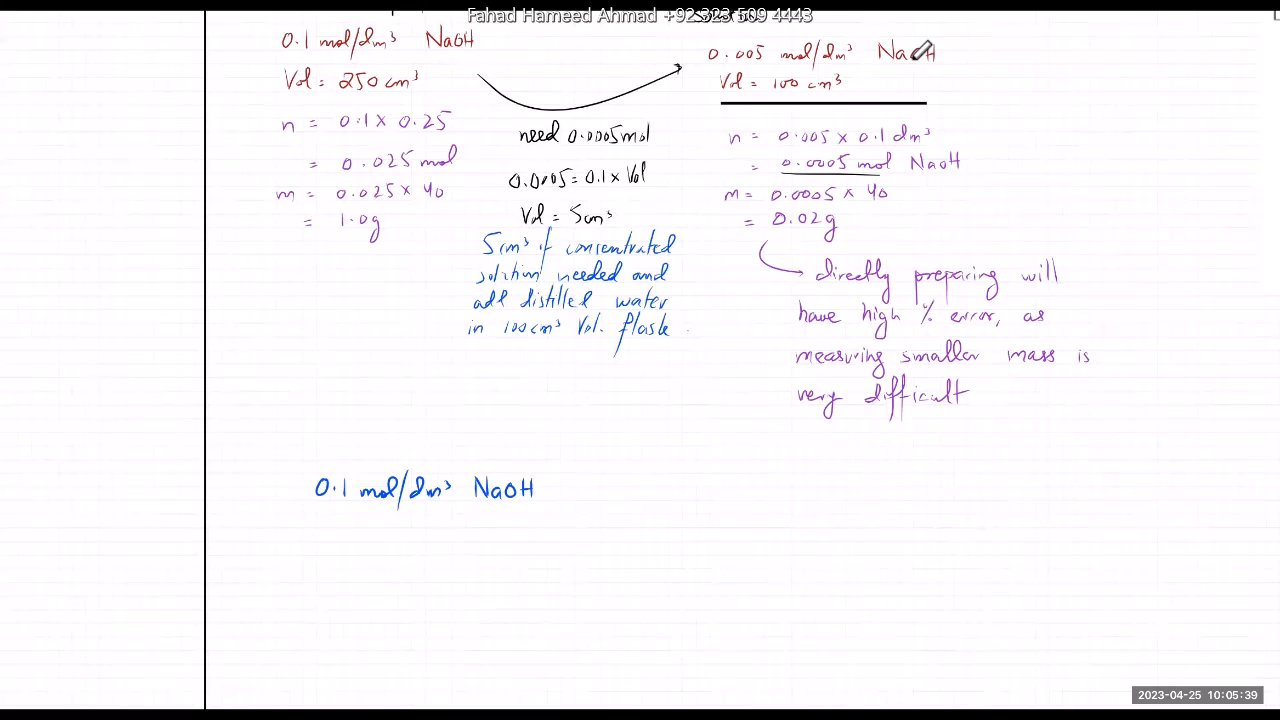 Fahad Hameed Ahmad +92 323 509 4443
0.1 mol/dm³ NaOH
Vol = 250 cm³
n = 0.1 x 0.25
= 0.025 mol
m = 0.025 x 40
= 1.0g
need 0.0005 mol
0.0005 = 0.1 x Vol
Vol = 5cm³
5cm³ if concentrated
solution needed and
add distilled water
in 100cm³ Vol. flask.
0.005 mol/dm³ NaOH
Vol = 100 cm³
n = 0.005 x 0.1 dm³
= 0.0005 mol NaOH
m = 0.0005 x 40
= 0.02g
directly preparing will
have high % error, as
measuring smaller mass is
very difficult
0.1 mol/dm³ NaOH
2023-04-25 10:05:39